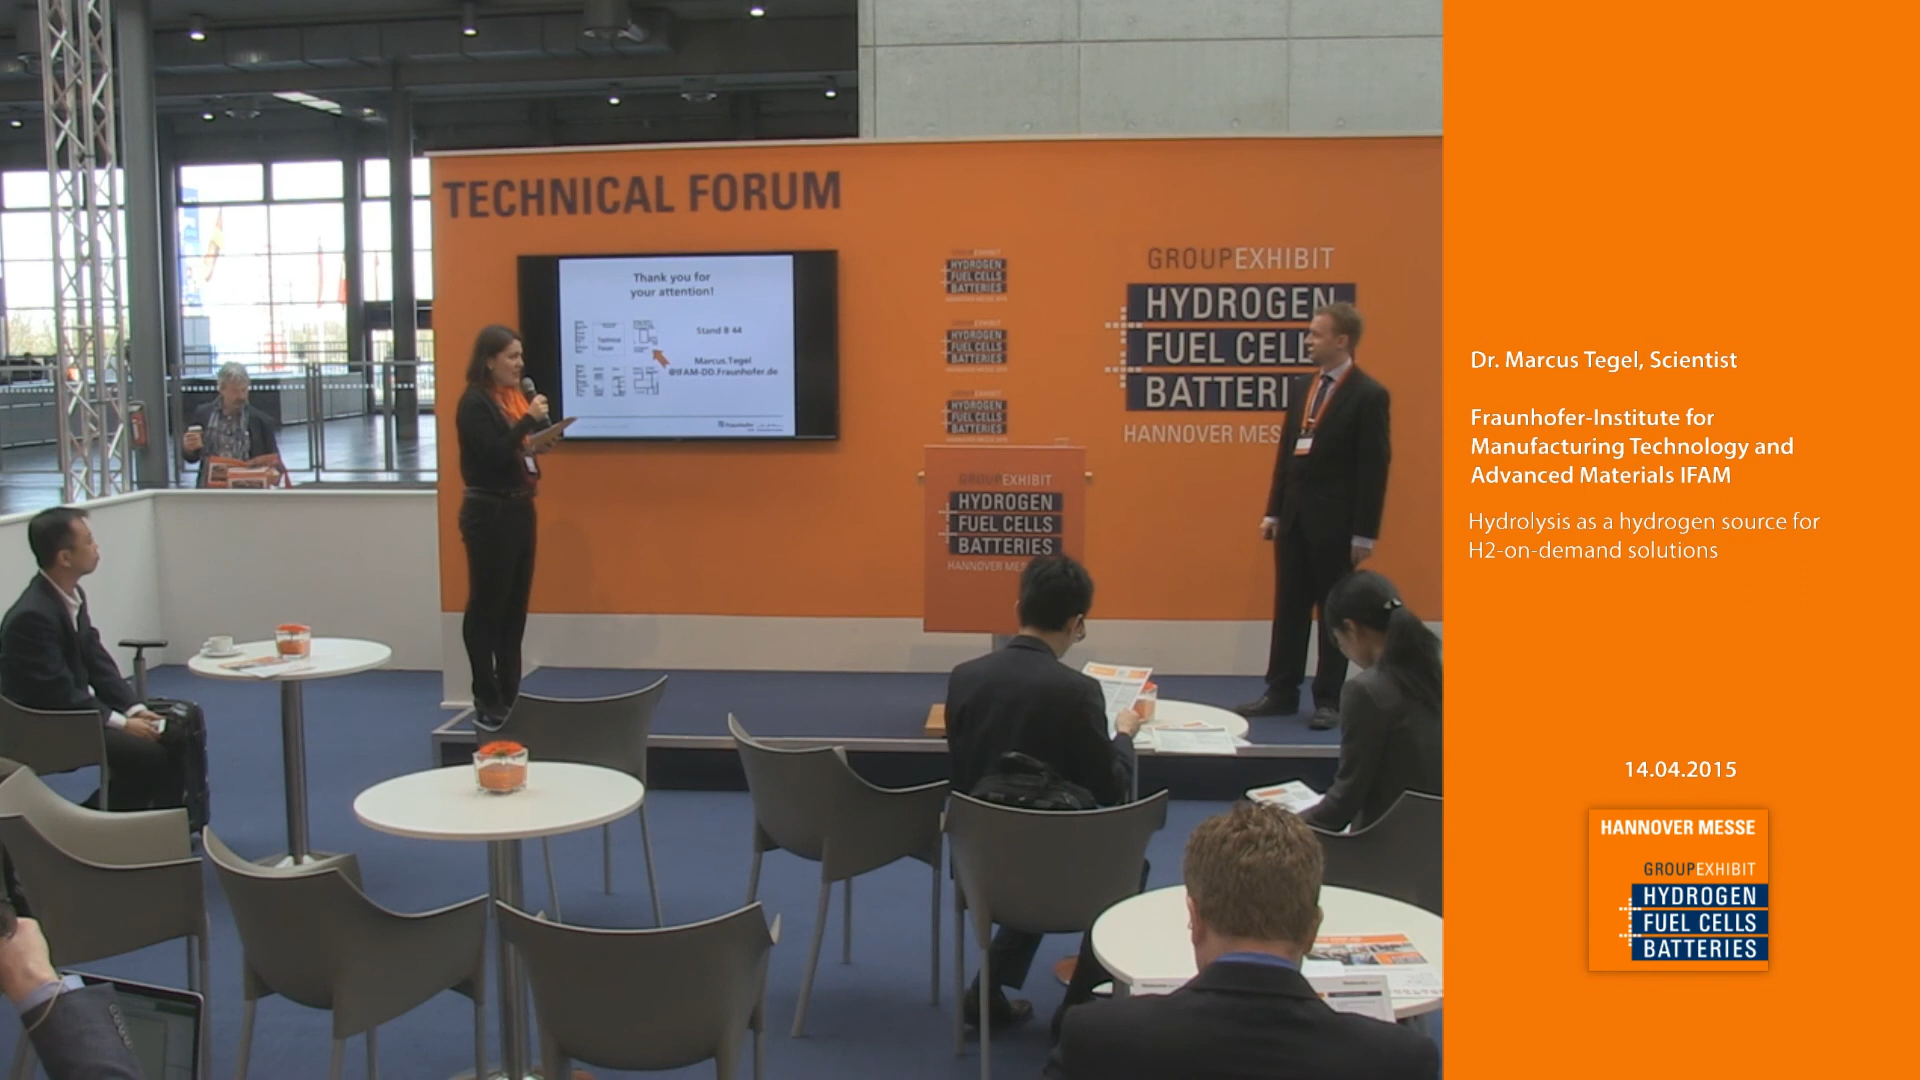 TECHNICAL FORUM
Thank you for
your attention!
Technical
Forum
Stand B 44
Marcus.Tegel
@IFAM-DD.Fraunhofer.de
Fraunhofer
HYDROGEN
FUEL CELLS
BATTERIES
HYDROGEN
FUEL CELLS
BATTERIES
HYDROGEN
FUEL CELLS
BATTERIES
GROUPEXHIBIT
HYDROGEN
FUEL CELL
BATTERI
HANNOVER MES
GROUPEXHIBIT
HYDROGEN
FUEL CELLS
BATTERIES
HANNOVER MES
Dr. Marcus Tegel, Scientist
Fraunhofer-Institute for
Manufacturing Technology and
Advanced Materials IFAM
Hydrolysis as a hydrogen source for
H2-on-demand solutions
14.04.2015
HANNOVER MESSE
GROUPEXHIBIT
HYDROGEN
FUEL CELLS
BATTERIES